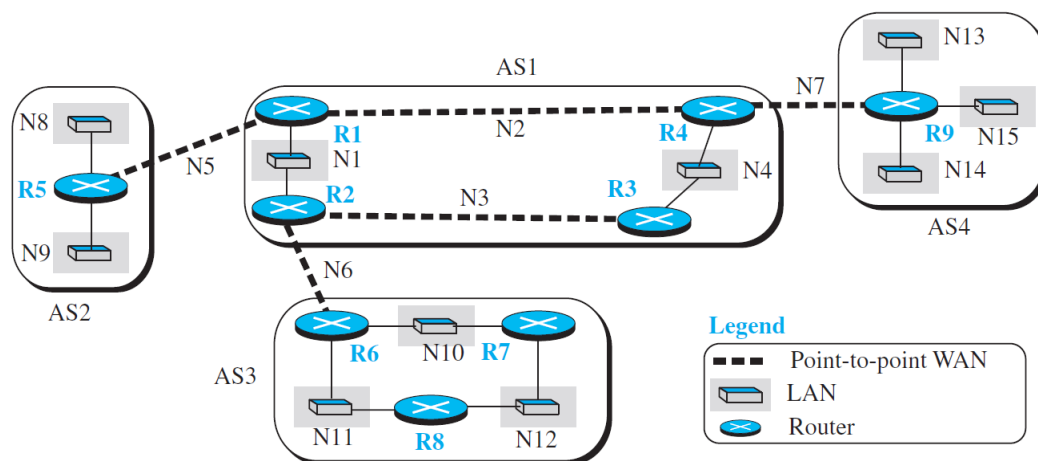 N13
AS1
N7
N8
N2
R1
R4
R9
N15
N5
N1
R5
R2
R3
N4
N14
N3
N9
AS4
N6
AS2
Legend
R6
N10
R7
Point-to-point WAN
AS3
LAN
N11
R8
N12
Router